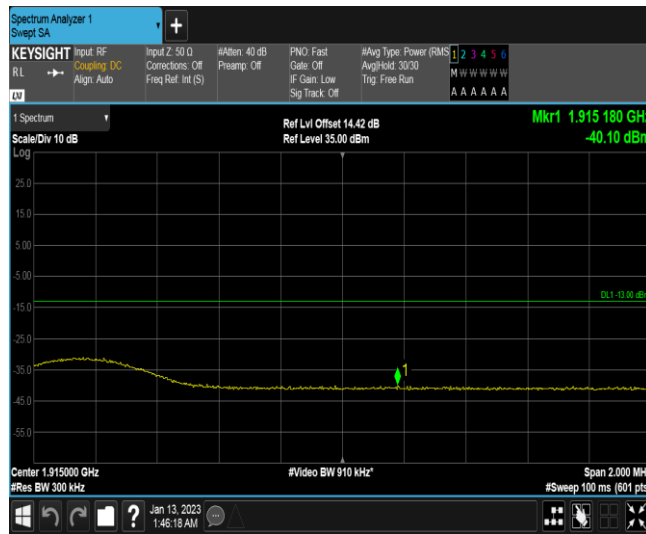 Spectrum Analyzer 1
Swept SA
KEYSIGHT
RL
LXI
Input: RF
Coupling: DC
Align: Auto
Input Z: 50 Ω
Corrections: Off
Freq Ref: Int (S)
#Atten: 40 dB
Preamp: Off
PNO: Fast
Gate: Off
IF Gain: Low
Sig Track: Off
#Avg Type: Power (RMS
Avg|Hold: 30/30
Trig: Free Run
1 2 3 4 5 6
M W W W W W
A A A A A A
1 Spectrum
Scale/Div 10 dB
Ref Lvl Offset 14.42 dB
Ref Level 35.00 dBm
Mkr1 1.915 180 GHz
-40.10 dBm
Log
25.0
15.0
5.00
-5.00
DL1 -13.00 dBm
-15.0
-25.0
-35.0
1
-45.0
-55.0
Center 1.915000 GHz
#Video BW 910 kHz*
Span 2.000 MHz
#Res BW 300 kHz
#Sweep 100 ms (601 pts)
?
Jan 13, 2023
1:46:18 AM